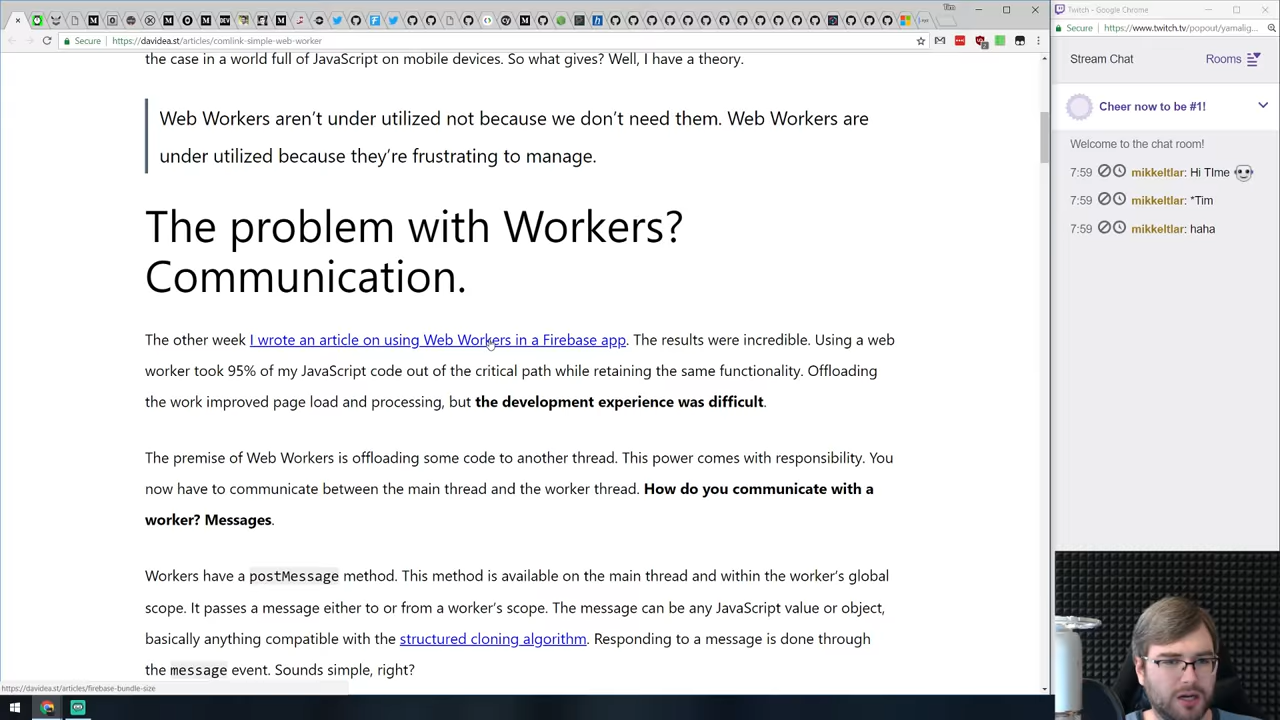 Tim
Secure
https://davidea.st/articles/comlink-simple-web-worker
the case in a world full of JavaScript on mobile devices. So what gives? Well, I have a theory.
Web Workers aren't under utilized not because we don't need them. Web Workers are
under utilized because they're frustrating to manage.
The problem with Workers?
Communication.
The other week I wrote an article on using Web Workers in a Firebase app. The results were incredible. Using a web
worker took 95% of my JavaScript code out of the critical path while retaining the same functionality. Offloading
the work improved page load and processing, but the development experience was difficult.
The premise of Web Workers is offloading some code to another thread. This power comes with responsibility. You
now have to communicate between the main thread and the worker thread. How do you communicate with a
worker? Messages.
Workers have a postMessage method. This method is available on the main thread and within the worker's global
scope. It passes a message either to or from a worker's scope. The message can be any JavaScript value or object,
basically anything compatible with the structured cloning algorithm. Responding to a message is done through
the message event. Sounds simple, right?
https://davidea.st/articles/firebase-bundle-size
Twitch - Google Chrome
Secure
https://www.twitch.tv/popout/yamalig...
Stream Chat
Rooms
Cheer now to be #1!
Welcome to the chat room!
7:59 mikkeltlar: Hi TIme
7:59 mikkeltlar: *Tim
7:59 mikkeltlar: haha